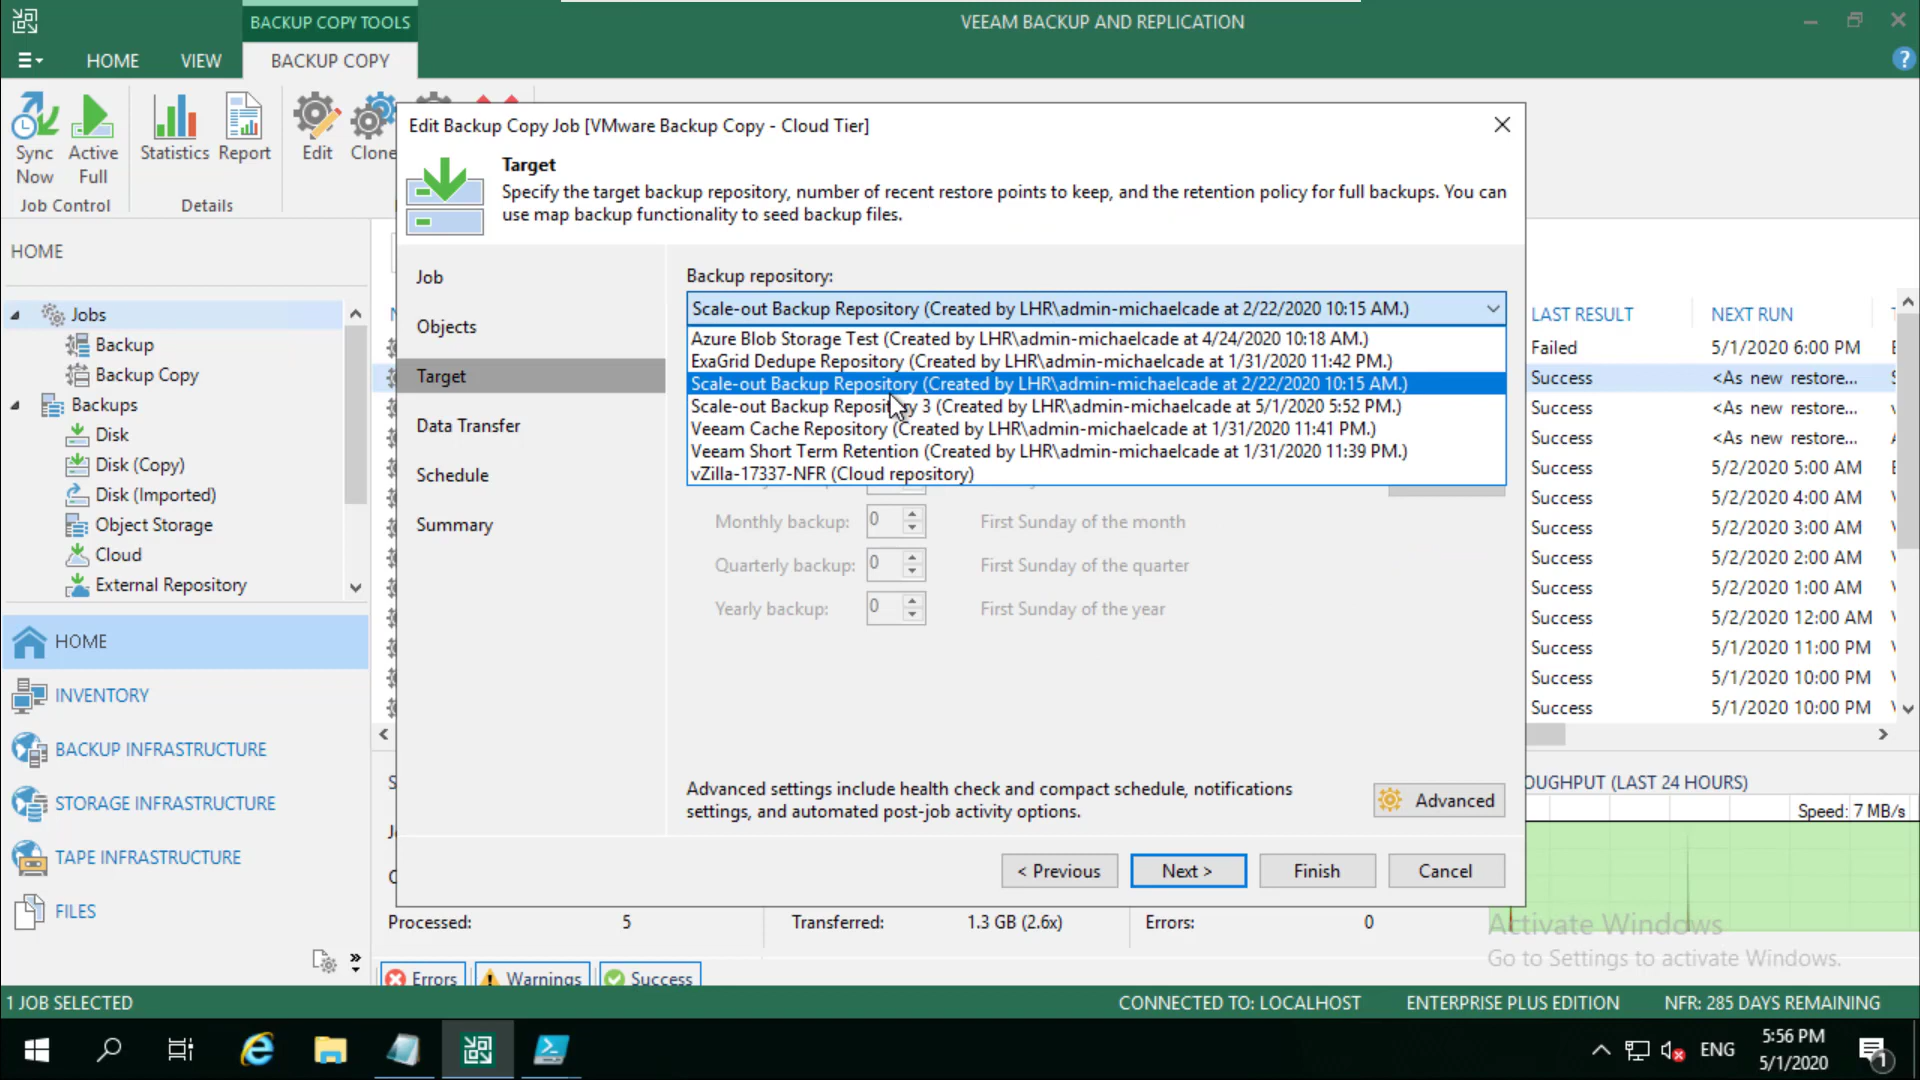 BACKUP COPY TOOLS
VEEAM BACKUP AND REPLICATION
HOME
VIEW
BACKUP COPY
Sync Now
Active Full
Statistics
Report
Edit
Clone
Job Control
Details
Edit Backup Copy Job [VMware Backup Copy - Cloud Tier]
Target
Specify the target backup repository, number of recent restore points to keep, and the retention policy for full backups. You can
use map backup functionality to seed backup files.
HOME
Jobs
Backup
Backup Copy
Backups
Disk
Disk (Copy)
Disk (Imported)
Object Storage
Cloud
External Repository
HOME
INVENTORY
BACKUP INFRASTRUCTURE
STORAGE INFRASTRUCTURE
TAPE INFRASTRUCTURE
FILES
Job
Objects
Target
Data Transfer
Schedule
Summary
Backup repository:
Scale-out Backup Repository (Created by LHR\admin-michaelcade at 2/22/2020 10:15 AM.)
Azure Blob Storage Test (Created by LHR\admin-michaelcade at 4/24/2020 10:18 AM.)
ExaGrid Dedupe Repository (Created by LHR\admin-michaelcade at 1/31/2020 11:42 PM.)
Scale-out Backup Repository (Created by LHR\admin-michaelcade at 2/22/2020 10:15 AM.)
Scale-out Backup Repository 3 (Created by LHR\admin-michaelcade at 5/1/2020 5:52 PM.)
Veeam Cache Repository (Created by LHR\admin-michaelcade at 1/31/2020 11:41 PM.)
Veeam Short Term Retention (Created by LHR\admin-michaelcade at 1/31/2020 11:39 PM.)
vZilla-17337-NFR (Cloud repository)
Monthly backup: 0 First Sunday of the month
Quarterly backup: 0 First Sunday of the quarter
Yearly backup: 0 First Sunday of the year
Advanced settings include health check and compact schedule, notifications
settings, and automated post-job activity options.
Advanced
< Previous
Next >
Finish
Cancel
LAST RESULT NEXT RUN
Failed 5/1/2020 6:00 PM
Success <As new restore...
Success <As new restore...
Success <As new restore...
Success 5/2/2020 5:00 AM
Success 5/2/2020 4:00 AM
Success 5/2/2020 3:00 AM
Success 5/2/2020 2:00 AM
Success 5/2/2020 1:00 AM
Success 5/2/2020 12:00 AM
Success 5/1/2020 11:00 PM
Success 5/1/2020 10:00 PM
Success 5/1/2020 10:00 PM
OUGHPUT (LAST 24 HOURS)
Speed: 7 MB/s
Processed: 5
Transferred: 1.3 GB (2.6x)
Errors: 0
Activate Windows
Go to Settings to activate Windows.
Errors
Warnings
Success
1 JOB SELECTED
CONNECTED TO: LOCALHOST
ENTERPRISE PLUS EDITION
NFR: 285 DAYS REMAINING
ENG
5:56 PM
5/1/2020
1